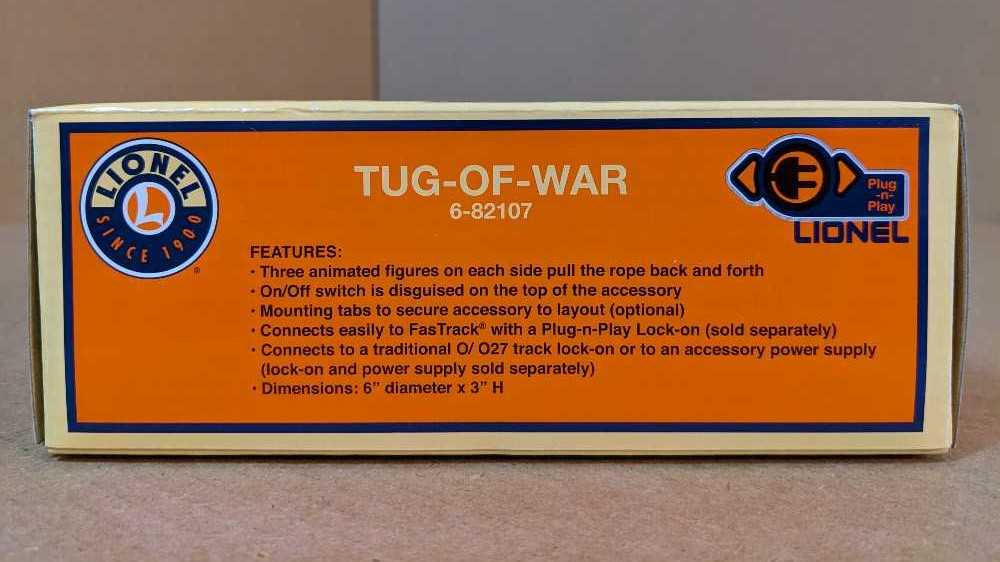 LIONEL
L
SINCE 1900
®
TUG-OF-WAR
6-82107
Plug
-n-
Play
LIONEL
FEATURES:
• Three animated figures on each side pull the rope back and forth
• On/Off switch is disguised on the top of the accessory
• Mounting tabs to secure accessory to layout (optional)
• Connects easily to FasTrack® with a Plug-n-Play Lock-on (sold separately)
• Connects to a traditional O/ O27 track lock-on or to an accessory power supply
(lock-on and power supply sold separately)
• Dimensions: 6” diameter x 3” H